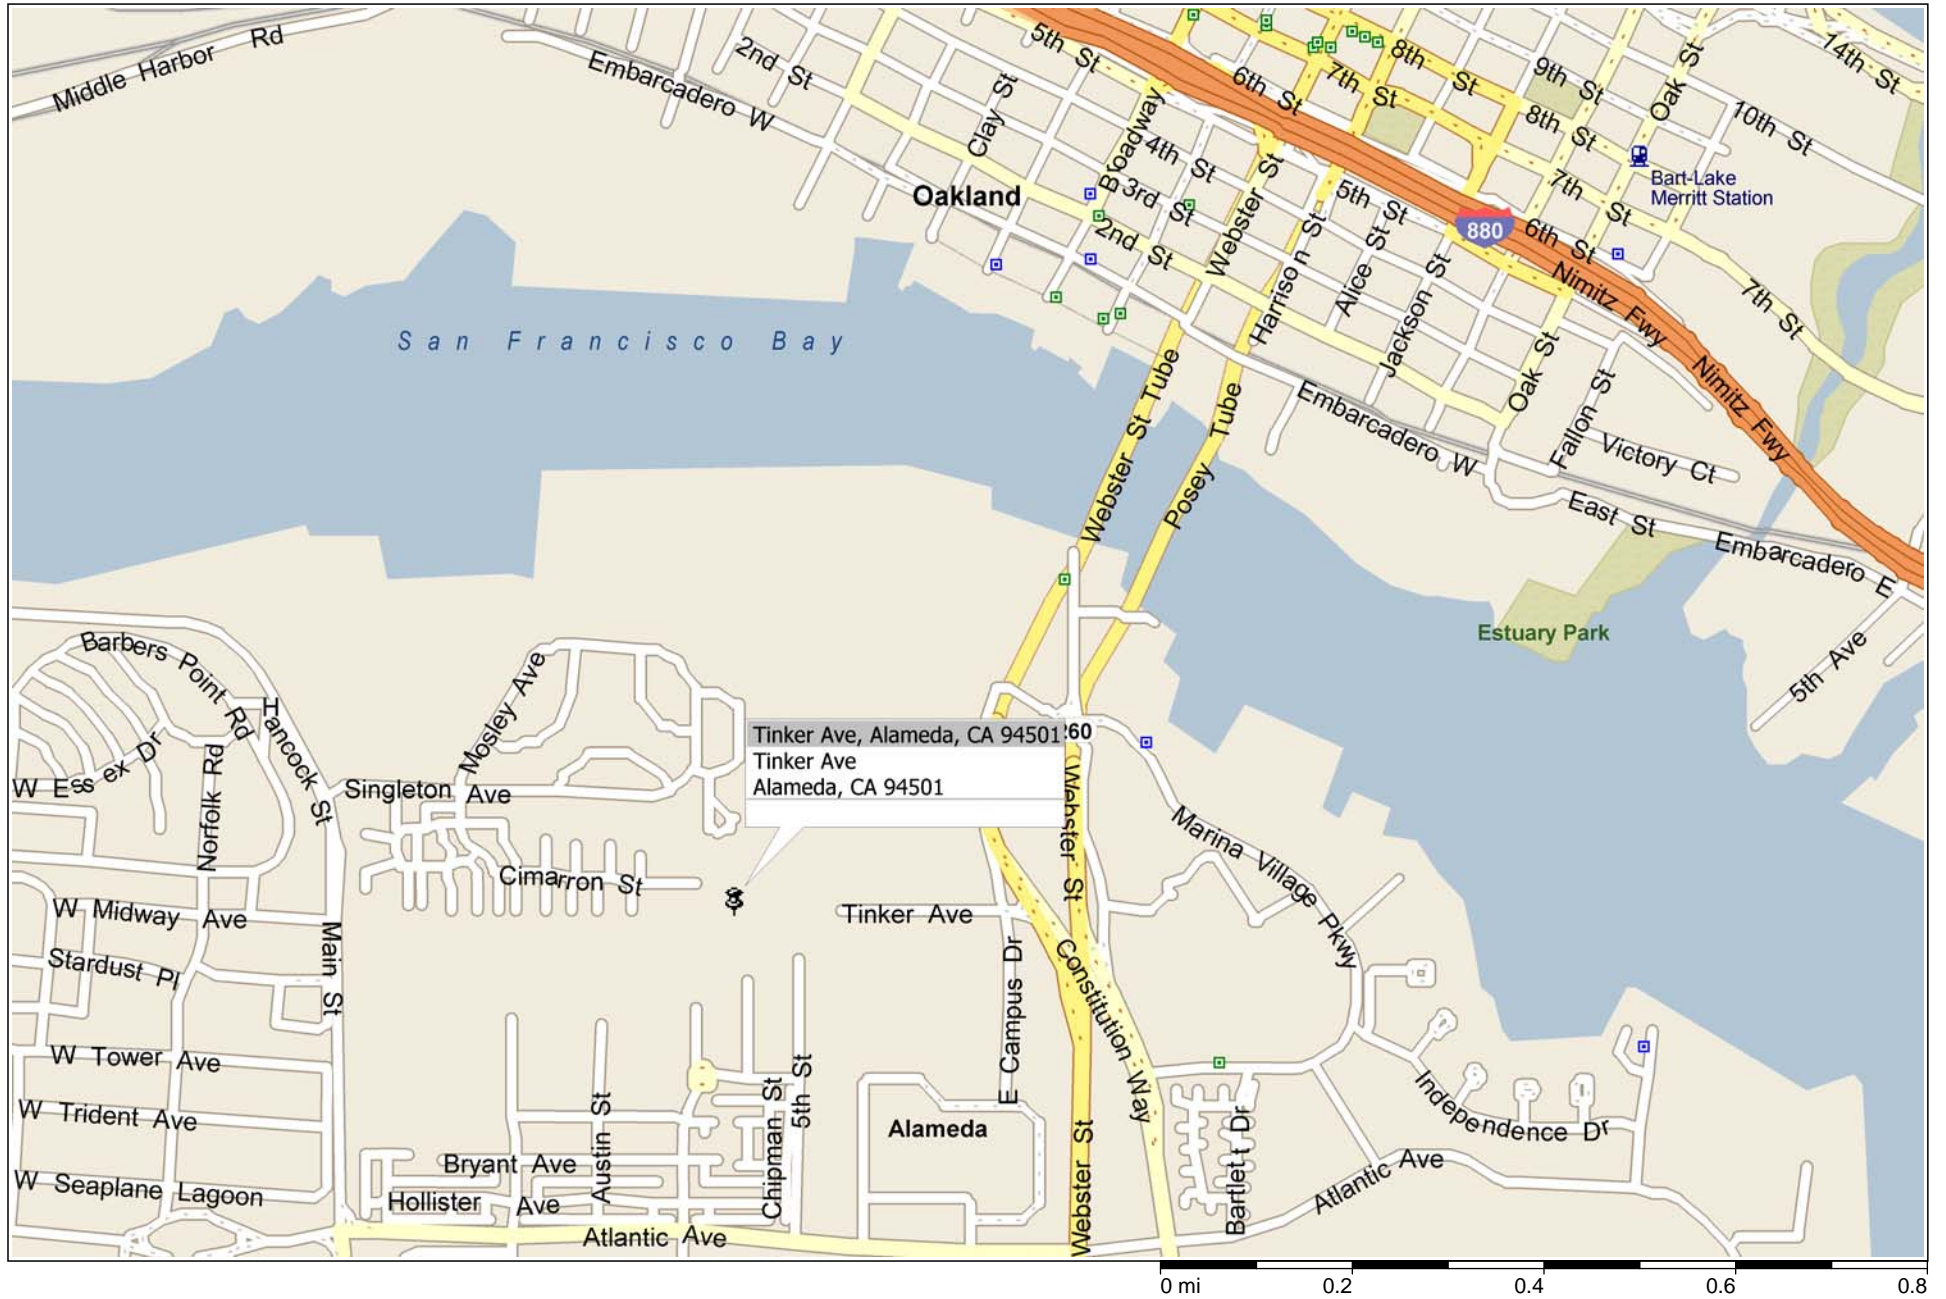 Middle Harbor Rd
Embarcadero W
2nd St
5th St
Clay St
Broadway
4th St
3rd St
2nd St
6th St
7th St
8th St
9th St
Oak St
14th St
10th St
8th St
7th St
Bart-Lake
Merritt Station
Oakland
Webster St
Harrison St
5th St
Alice St
Jackson St
880
6th St
Nimitz Fwy
7th St
San Francisco Bay
Webster St Tube
Posey Tube
Embarcadero W
Oak St
Fallon St
Victory Ct
Nimitz Fwy
East St
Embarcadero E
Estuary Park
5th Ave
Barbers Point Rd
Hancock St
Mosley Ave
W Essex Dr
Norfolk Rd
Singleton Ave
Tinker Ave, Alameda, CA 94501
Tinker Ave
Alameda, CA 94501
260
Webster St
Marina Village Pkwy
Cimarron St
Tinker Ave
W Midway Ave
Main St
Stardust Pl
E Campus Dr
Constitution Way
W Tower Ave
W Trident Ave
W Seaplane Lagoon
Austin St
Chipman St
5th St
Alameda
Bryant Ave
Hollister Ave
Atlantic Ave
Webster St
Bartlett Dr
Independence Dr
Atlantic Ave
0 mi 0.2 0.4 0.6 0.8